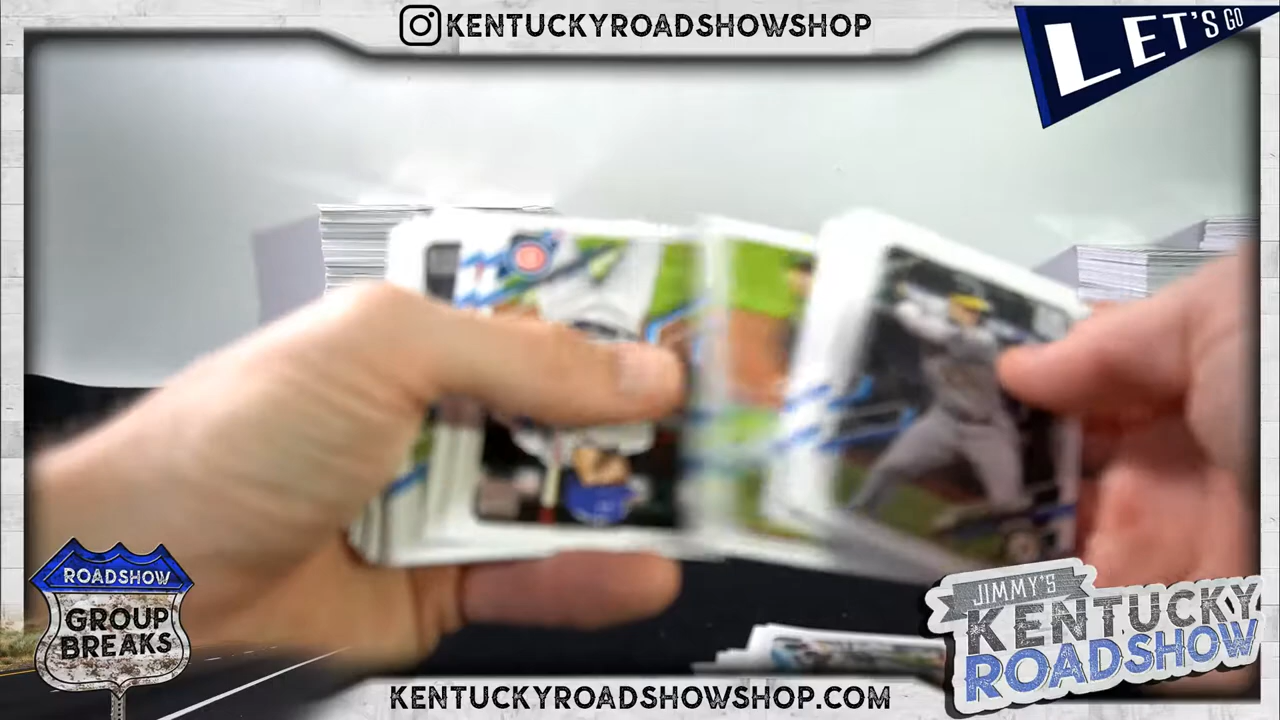 KENTUCKYROADSHOWSHOP
LET'S GO
ROADSHOW
GROUP
BREAKS
JIMMY'S
KENTUCKY
ROADSHOW
KENTUCKYROADSHOWSHOP.COM